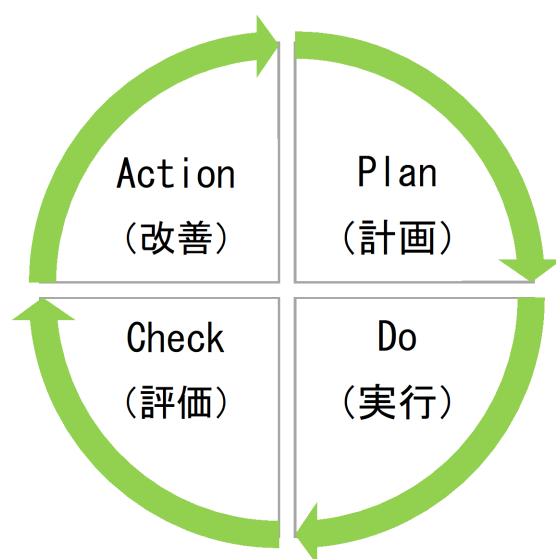 Action
（改善）
Plan
（計画）
Check
（評価）
Do
（実行）